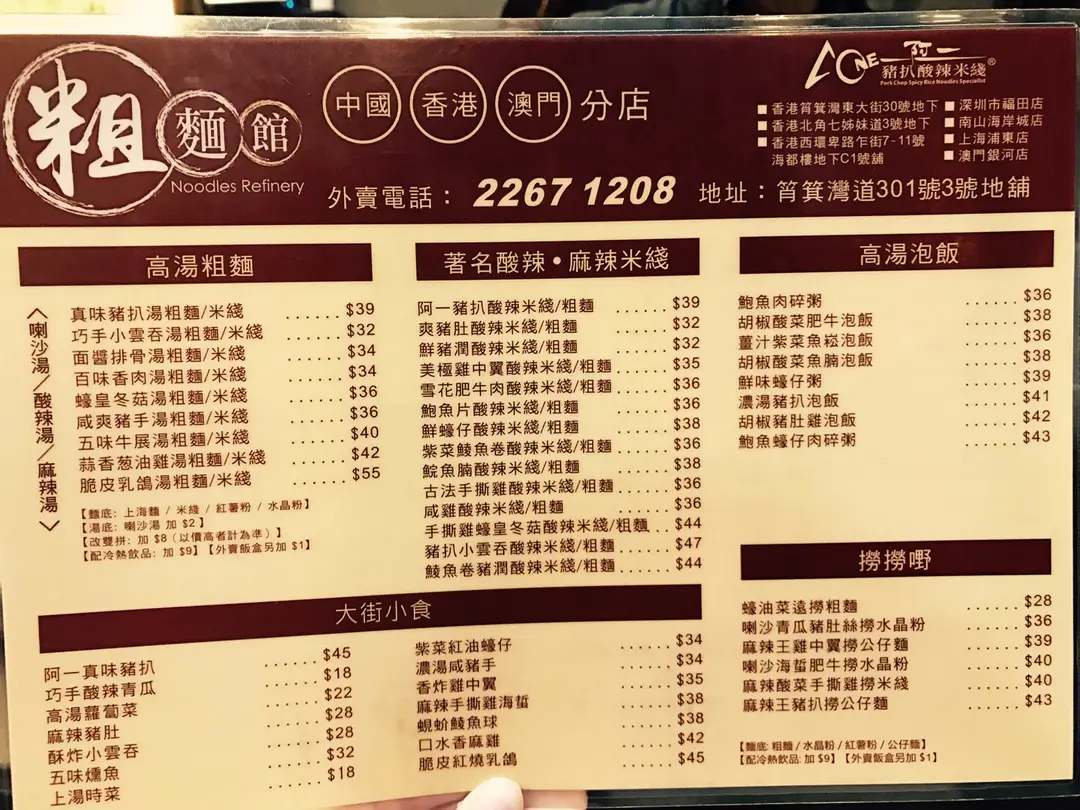 粗麵館
Noodles Refinery
中國 香港 澳門 分店
外賣電話： 2267 1208 地址：筲箕灣道301號3號地舖
A ONE 阿一
豬扒酸辣米綫®
Pork Chop Spicy Rice Noodles Specialist
■ 香港筲箕灣東大街30號地下
■ 香港北角七姊妹道3號地下
■ 香港西環卑路乍街7-11號
海都樓地下C1號舖
■ 深圳市福田店
■ 南山海岸城店
■ 上海浦東店
■ 澳門銀河店
高湯粗麵
〈喇沙湯／酸辣湯／麻辣湯〉
真味豬扒湯粗麵/米綫 ...... $39
巧手小雲吞湯粗麵/米綫 ...... $32
面醬排骨湯粗麵/米綫 ...... $34
百味香肉湯粗麵/米綫 ...... $34
蠔皇冬菇湯粗麵/米綫 ...... $36
咸爽豬手湯粗麵/米綫 ...... $36
五味牛展湯粗麵/米綫 ...... $40
蒜香葱油雞湯粗麵/米綫 ...... $42
脆皮乳鴿湯粗麵/米綫 ...... $55
【麵底: 上海麵 / 米綫 / 紅薯粉 / 水晶粉】
【湯底: 喇沙湯 加 $2 】
【改雙拼: 加 $8（以價高者計為準）】
【配冷熱飲品: 加 $9】【外賣飯盒另加 $1】
著名酸辣•麻辣米綫
阿一豬扒酸辣米綫/粗麵 ...... $39
爽豬肚酸辣米綫/粗麵 ...... $32
鮮豬潤酸辣米綫/粗麵 ...... $32
美極雞中翼酸辣米綫/粗麵 ...... $35
雪花肥牛肉酸辣米綫/粗麵 ...... $36
鮑魚片酸辣米綫/粗麵 ...... $36
鮮蠔仔酸辣米綫/粗麵 ...... $38
紫菜鯪魚卷酸辣米綫/粗麵 ...... $36
鯇魚腩酸辣米綫/粗麵 ...... $38
古法手撕雞酸辣米綫/粗麵 ...... $36
咸雞酸辣米綫/粗麵 ...... $36
手撕雞蠔皇冬菇酸辣米綫/粗麵 .. $44
豬扒小雲吞酸辣米綫/粗麵 ...... $47
鯪魚卷豬潤酸辣米綫/粗麵 ...... $44
高湯泡飯
鮑魚肉碎粥 ...... $36
胡椒酸菜肥牛泡飯 ...... $38
薑汁紫菜魚崧泡飯 ...... $36
胡椒酸菜魚腩泡飯 ...... $38
鮮味蠔仔粥 ...... $39
濃湯豬扒泡飯 ...... $41
胡椒豬肚雞泡飯 ...... $42
鮑魚蠔仔肉碎粥 ...... $43
大街小食
阿一真味豬扒 ...... $45
巧手酸辣青瓜 ...... $18
高湯蘿蔔菜 ...... $22
麻辣豬肚 ...... $28
酥炸小雲吞 ...... $28
五味燻魚 ...... $32
上湯時菜 ...... $18
紫菜紅油蠔仔 ...... $34
濃湯咸豬手 ...... $34
香炸雞中翼 ...... $35
麻辣手撕雞海蜇 ...... $38
蜆蚧鯪魚球 ...... $38
口水香麻雞 ...... $42
脆皮紅燒乳鴿 ...... $45
撈撈嘢
蠔油菜遠撈粗麵 ...... $28
喇沙青瓜豬肚絲撈水晶粉 ...... $36
麻辣王雞中翼撈公仔麵 ...... $39
喇沙海蜇肥牛撈水晶粉 ...... $40
麻辣酸菜手撕雞撈米綫 ...... $40
麻辣王豬扒撈公仔麵 ...... $43
【麵底: 粗麵 / 水晶粉 / 紅薯粉 / 公仔麵】
【配冷熱飲品: 加 $9】【外賣飯盒另加 $1】